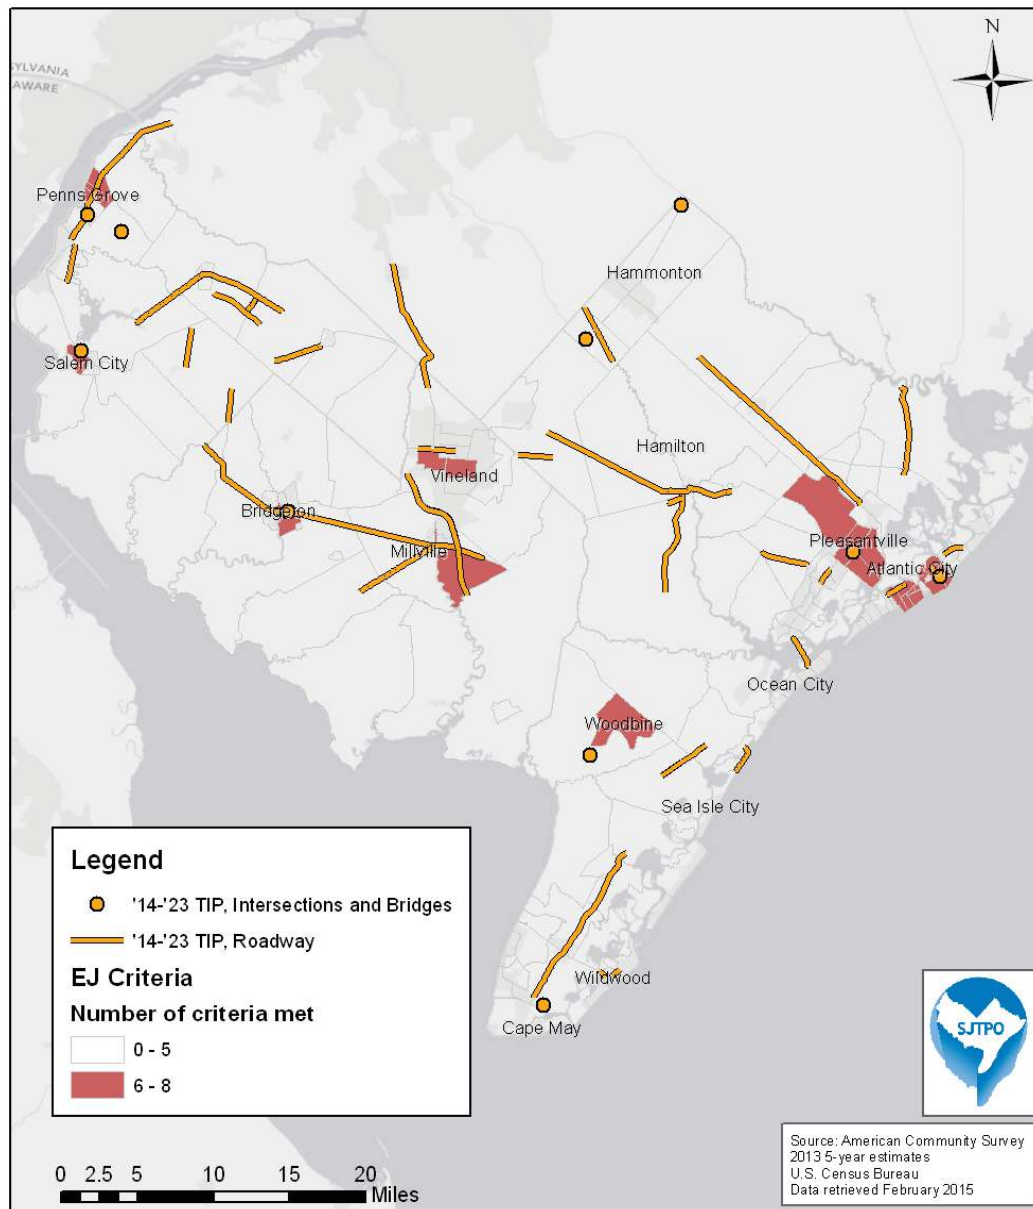 N
SYLVANIA
AWARE
Penns Grove
Hammonton
Salem City
Hamilton
Vineland
Bridgeton
Millville
Pleasantville
Atlantic City
Ocean City
Woodbine
Sea Isle City
Wildwood
Cape May
Legend
'14-'23 TIP, Intersections and Bridges
'14-'23 TIP, Roadway
EJ Criteria
Number of criteria met
0 - 5
6 - 8
0 2.5 5 10 15 20
Miles
SJTPO
Source: American Community Survey
2013 5-year estimates
U.S. Census Bureau
Data retrieved February 2015